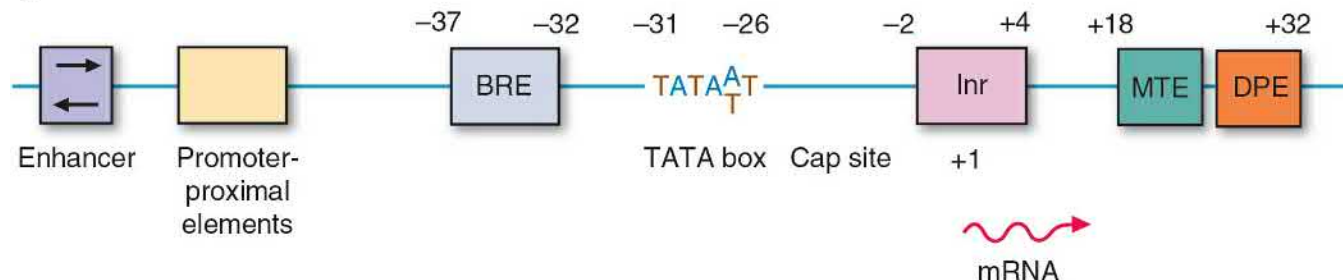 –37 –32 –31 –26 –2 +4 +18 +32
BRE TATAAT Inr MTE DPE
T
Enhancer Promoter- TATA box Cap site +1
proximal
elements
mRNA